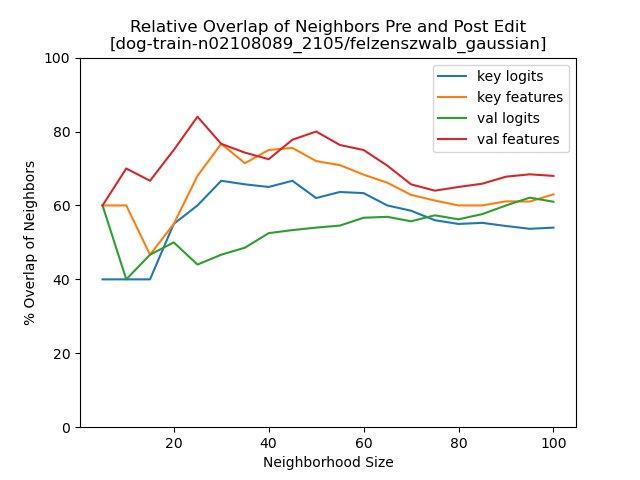 Relative Overlap of Neighbors Pre and Post Edit
[dog-train-n02108089_2105/felzenszwalb_gaussian]
100
80
60
40
20
0
% Overlap of Neighbors
key logits
key features
val logits
val features
20 40 60 80 100
Neighborhood Size